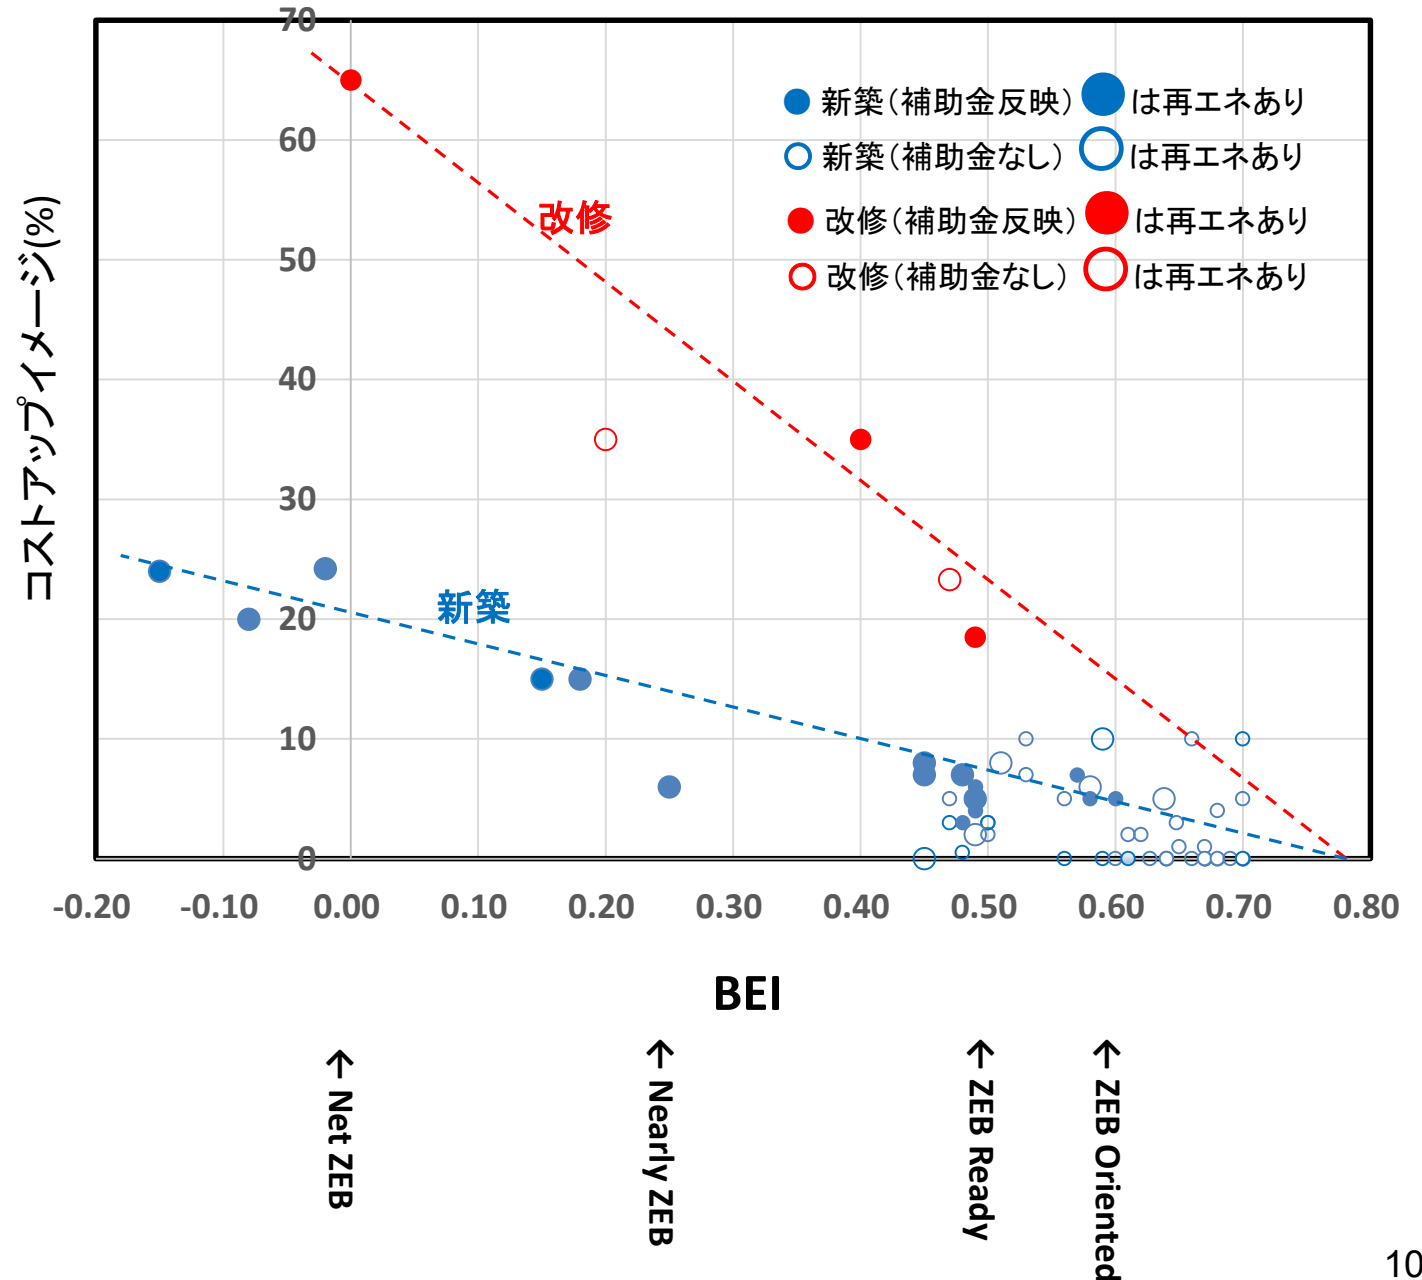 70
60
50
40
30
20
10
0
コストアップイメージ(%)
新築(補助金反映) は再エネあり
新築(補助金なし) は再エネあり
改修(補助金反映) は再エネあり
改修(補助金なし) は再エネあり
改修
新築
-0.20 -0.10 0.00 0.10 0.20 0.30 0.40 0.50 0.60 0.70 0.80
BEI
← Net ZEB
← Nearly ZEB
← ZEB Ready
← ZEB Oriented
10